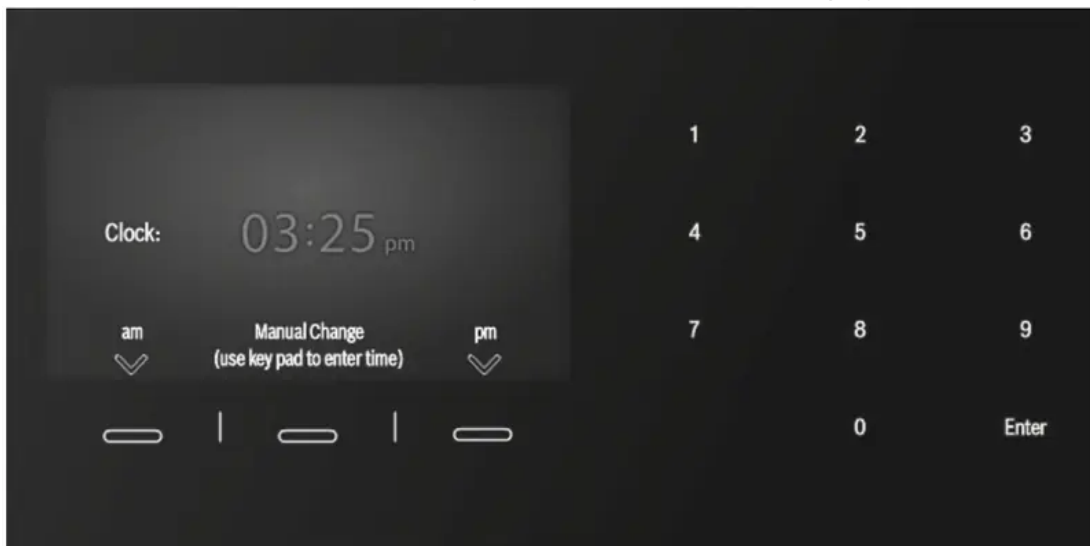 1 2 3
Clock: 03:25 pm
4 5 6
am Manual Change pm
(use key pad to enter time)
7 8 9
0 Enter